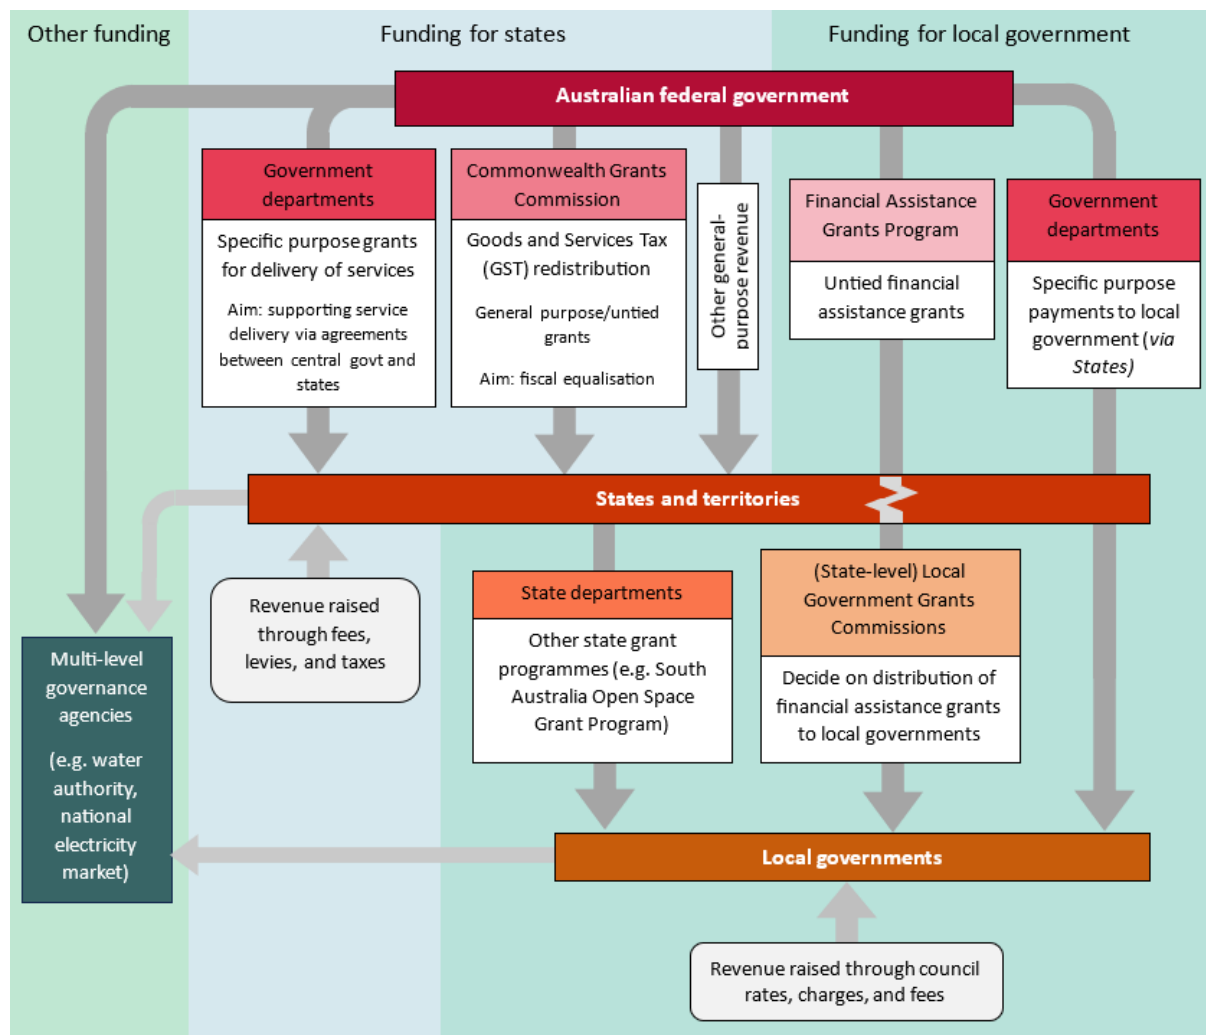 Other funding
Funding for states
Funding for local government
Australian federal government
Government
departments
Specific purpose grants
for delivery of services
Aim: supporting service
delivery via agreements
between central govt and
states
Commonwealth Grants
Commission
Goods and Services Tax
(GST) redistribution
General purpose/untied
grants
Aim: fiscal equalisation
Other general-
purpose revenue
Financial Assistance
Grants Program
Untied financial
assistance grants
Government
departments
Specific purpose
payments to local
government (via
States)
States and territories
Revenue raised
through fees,
levies, and taxes
State departments
Other state grant
programmes (e.g. South
Australia Open Space
Grant Program)
(State-level) Local
Government Grants
Commissions
Decide on distribution of
financial assistance grants
to local governments
Multi-level
governance
agencies
(e.g. water
authority,
national
electricity
market)
Local governments
Revenue raised through council
rates, charges, and fees